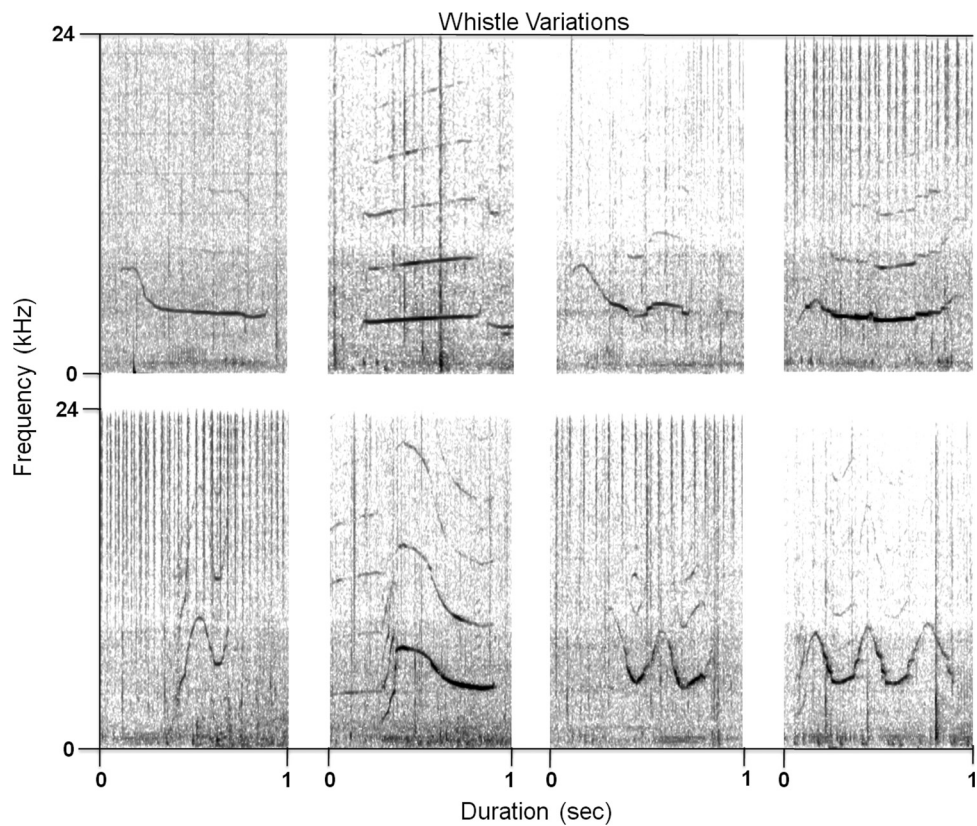 Whistle Variations
24
0
24
0
Frequency (kHz)
0 1 0 1 0 1 0 1
Duration (sec)